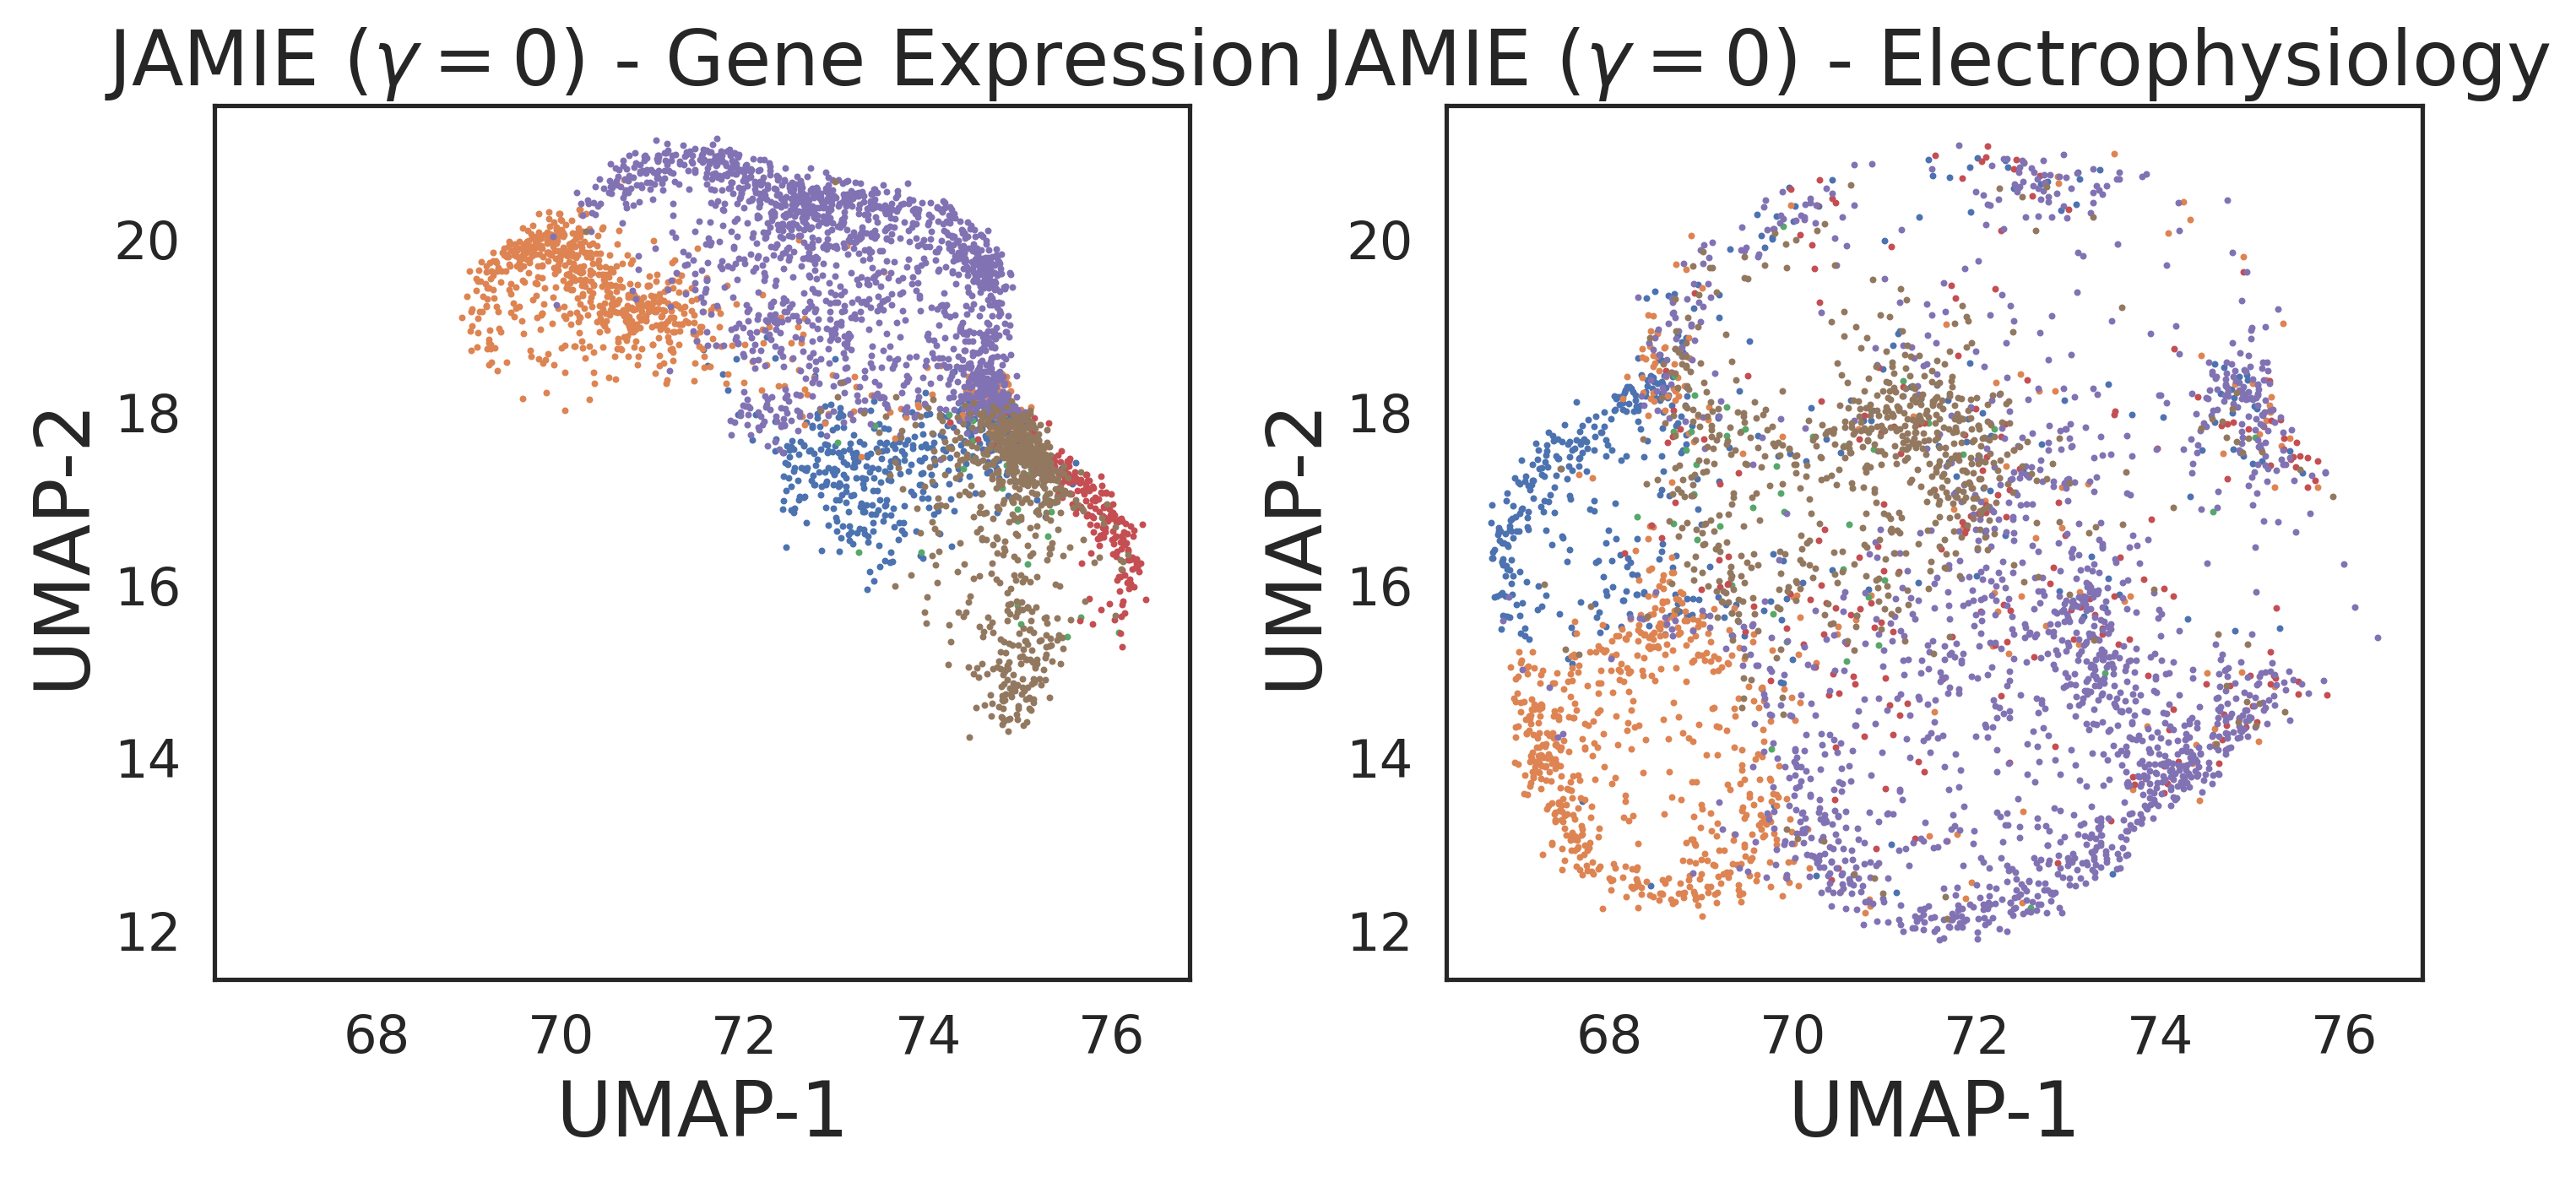 JAMIE (γ = 0) - Gene Expression
20
18
16
14
12
UMAP-2
68 70 72 74 76
UMAP-1
JAMIE (γ = 0) - Electrophysiology
20
18
16
14
12
UMAP-2
68 70 72 74 76
UMAP-1